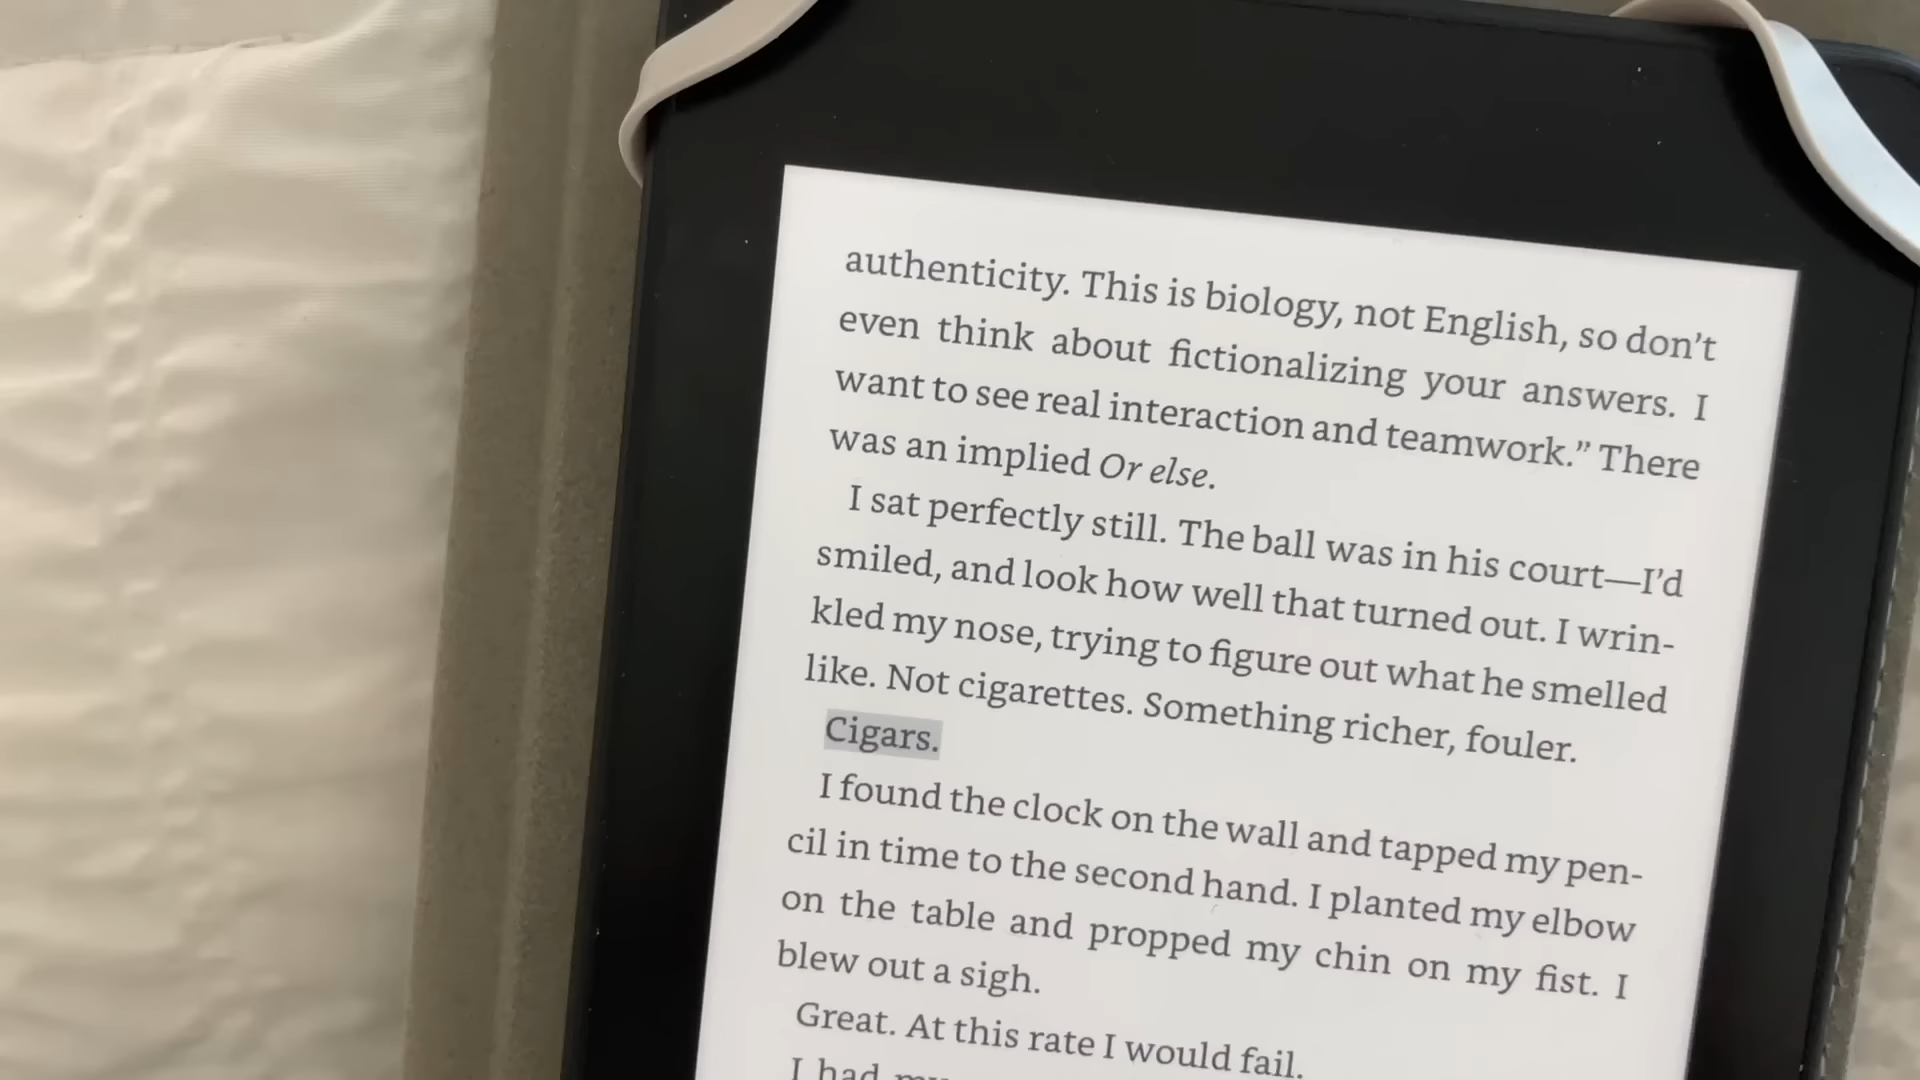 authenticity. This is biology, not English, so don’t
even think about fictionalizing your answers. I
want to see real interaction and teamwork.” There
was an implied Or else.
I sat perfectly still. The ball was in his court—I’d
smiled, and look how well that turned out. I wrin-
kled my nose, trying to figure out what he smelled
like. Not cigarettes. Something richer, fouler.
Cigars.
I found the clock on the wall and tapped my pen-
cil in time to the second hand. I planted my elbow
on the table and propped my chin on my fist. I
blew out a sigh.
Great. At this rate I would fail.
I had